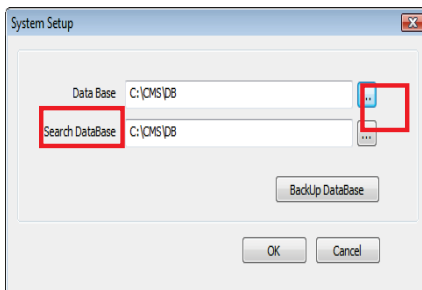 System Setup
Data Base C:\CMS\DB ...
Search DataBase C:\CMS\DB ...
BackUp DataBase
OK Cancel